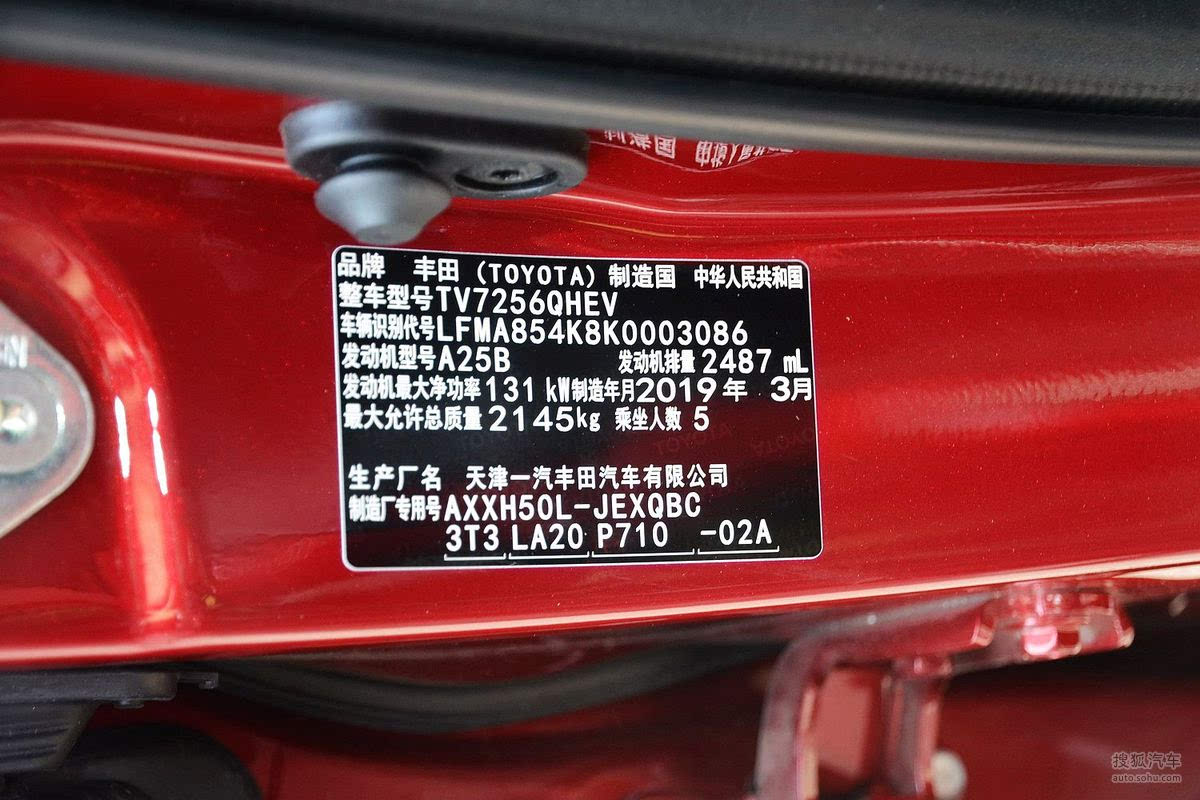 品牌 丰田（TOYOTA）制造国 中华人民共和国
整车型号TV7256QHEV
车辆识别代号LFMA854K8K0003086
发动机型号A25B 发动机排量2487 mL
发动机最大净功率131 kW制造年月2019年 3月
最大允许总质量2145kg 乘坐人数 5
生产厂名 天津一汽丰田汽车有限公司
制造厂专用号AXXH50L-JEXQBC
3T3 LA20 P710 -02A
搜狐汽车
auto.sohu.com